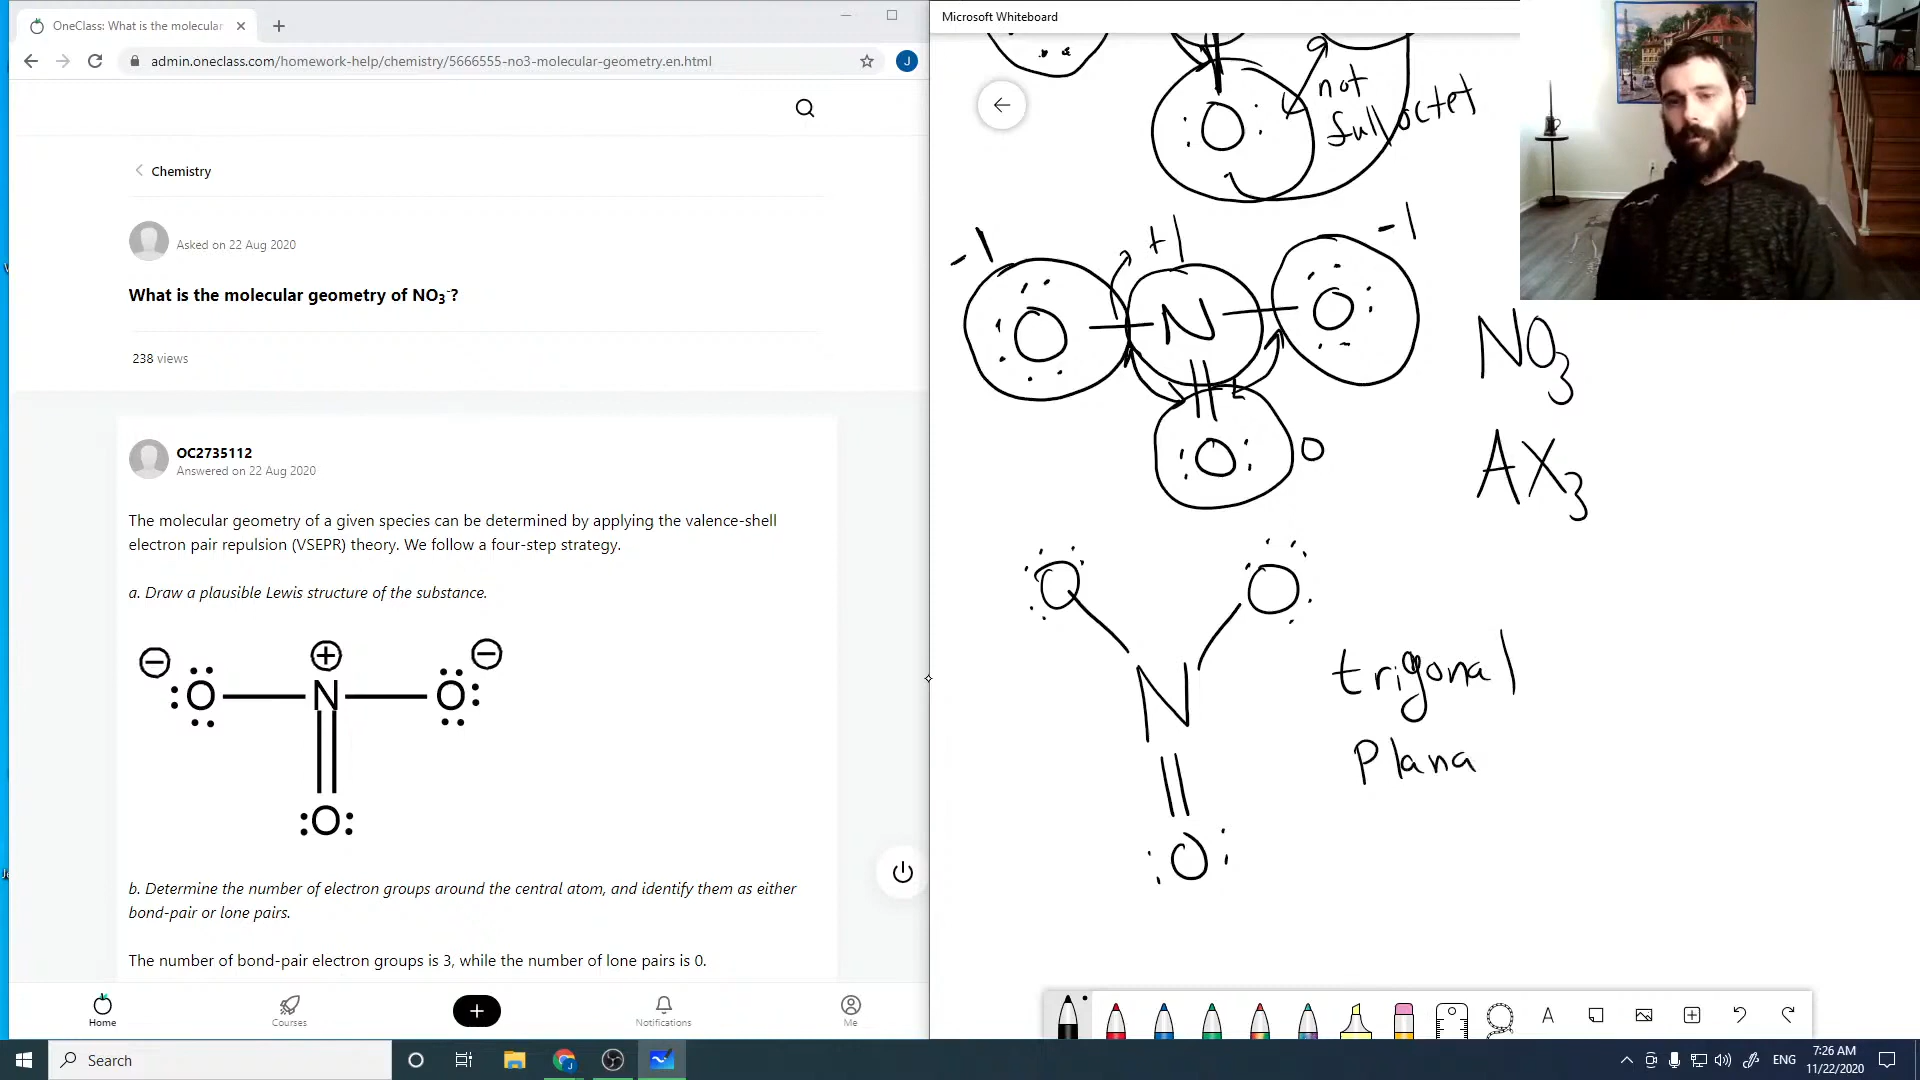 OneClass: What is the molecular
Microsoft Whiteboard
admin.oneclass.com/homework-help/chemistry/5666555-no3-molecular-geometry.en.html
J
Chemistry
Asked on 22 Aug 2020
What is the molecular geometry of NO₃⁻?
238 views
OC2735112
Answered on 22 Aug 2020
The molecular geometry of a given species can be determined by applying the valence-shell
electron pair repulsion (VSEPR) theory. We follow a four-step strategy.
a. Draw a plausible Lewis structure of the substance.
O N O
O
b. Determine the number of electron groups around the central atom, and identify them as either
bond-pair or lone pairs.
The number of bond-pair electron groups is 3, while the number of lone pairs is 0.
Home
Courses
Notifications
Me
O
not
full octet
-1 +1 -1
O N O
O 0
NO₃
AX₃
O O
N
O
trigonal
Plana
Search
ENG
7:26 AM
11/22/2020